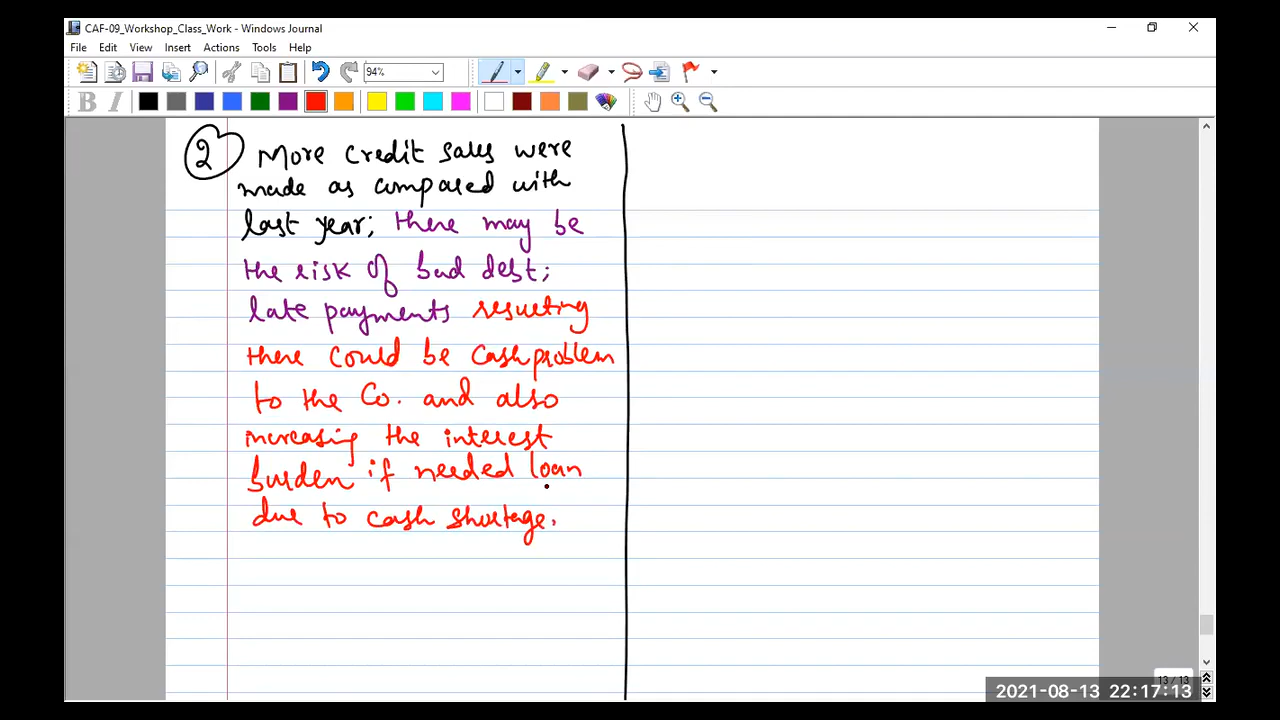 CAF-09_Workshop_Class_Work - Windows Journal
File Edit View Insert Actions Tools Help
94%
B I
2 More credit sales were
made as compared with
last year; there may be
the risk of bad debt;
late payments resulting
there could be cash problem
to the Co. and also
increasing the interest
burden if needed loan
due to cash shortage.
13 / 13
2021-08-13 22:17:13